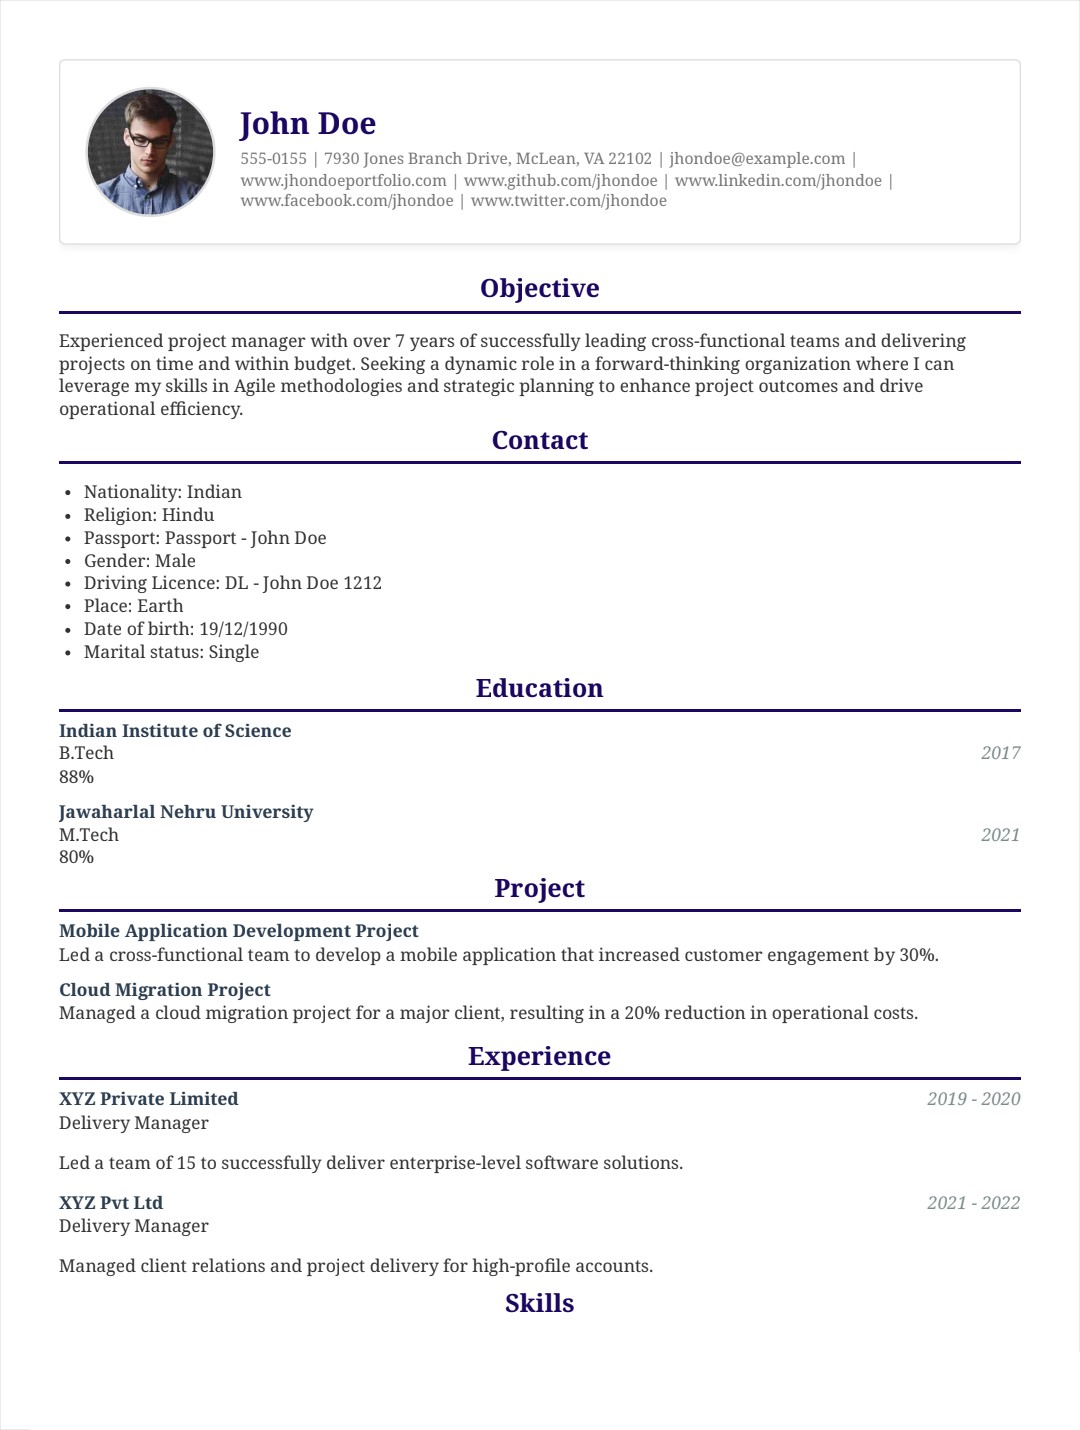 John Doe
555-0155 | 7930 Jones Branch Drive, McLean, VA 22102 | jhondoe@example.com |
www.jhondoeportfolio.com | www.github.com/jhondoe | www.linkedin.com/jhondoe |
www.facebook.com/jhondoe | www.twitter.com/jhondoe
Objective
Experienced project manager with over 7 years of successfully leading cross-functional teams and delivering
projects on time and within budget. Seeking a dynamic role in a forward-thinking organization where I can
leverage my skills in Agile methodologies and strategic planning to enhance project outcomes and drive
operational efficiency.
Contact
• Nationality: Indian
• Religion: Hindu
• Passport: Passport - John Doe
• Gender: Male
• Driving Licence: DL - John Doe 1212
• Place: Earth
• Date of birth: 19/12/1990
• Marital status: Single
Education
Indian Institute of Science
B.Tech 2017
88%
Jawaharlal Nehru University
M.Tech 2021
80%
Project
Mobile Application Development Project
Led a cross-functional team to develop a mobile application that increased customer engagement by 30%.
Cloud Migration Project
Managed a cloud migration project for a major client, resulting in a 20% reduction in operational costs.
Experience
XYZ Private Limited 2019 - 2020
Delivery Manager
Led a team of 15 to successfully deliver enterprise-level software solutions.
XYZ Pvt Ltd 2021 - 2022
Delivery Manager
Managed client relations and project delivery for high-profile accounts.
Skills